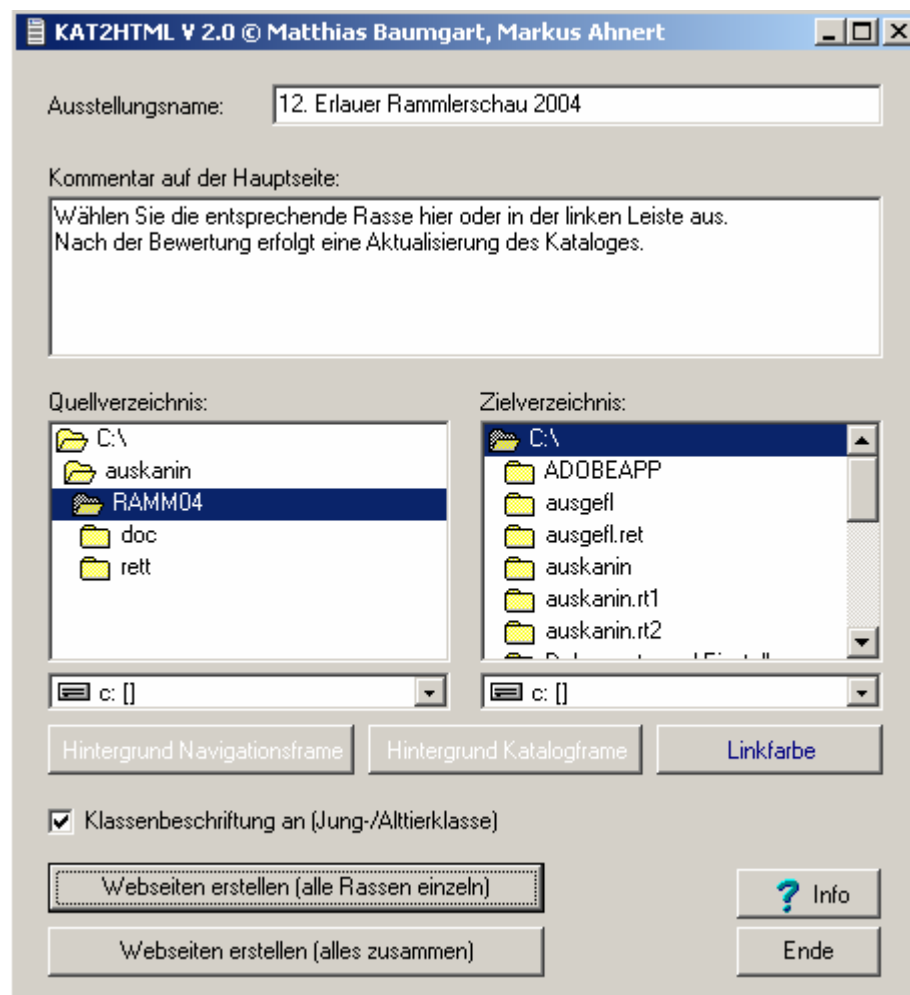 KAT2HTML V 2.0 © Matthias Baumgart, Markus Ahnert
Ausstellungsname:
12. Erlauer Rammlerschau 2004
Kommentar auf der Hauptseite:
Wählen Sie die entsprechende Rasse hier oder in der linken Leiste aus.
Nach der Bewertung erfolgt eine Aktualisierung des Kataloges.
Quellverzeichnis:
C:\
auskanin
RAMM04
doc
rett
c: []
Zielverzeichnis:
C:\
ADOBEAPP
ausgefl
ausgefl.ret
auskanin
auskanin.rt1
auskanin.rt2
c: []
Hintergrund Navigationsframe
Hintergrund Katalogframe
Linkfarbe
Klassenbeschriftung an (Jung-/Alttierklasse)
Webseiten erstellen (alle Rassen einzeln)
? Info
Webseiten erstellen (alles zusammen)
Ende